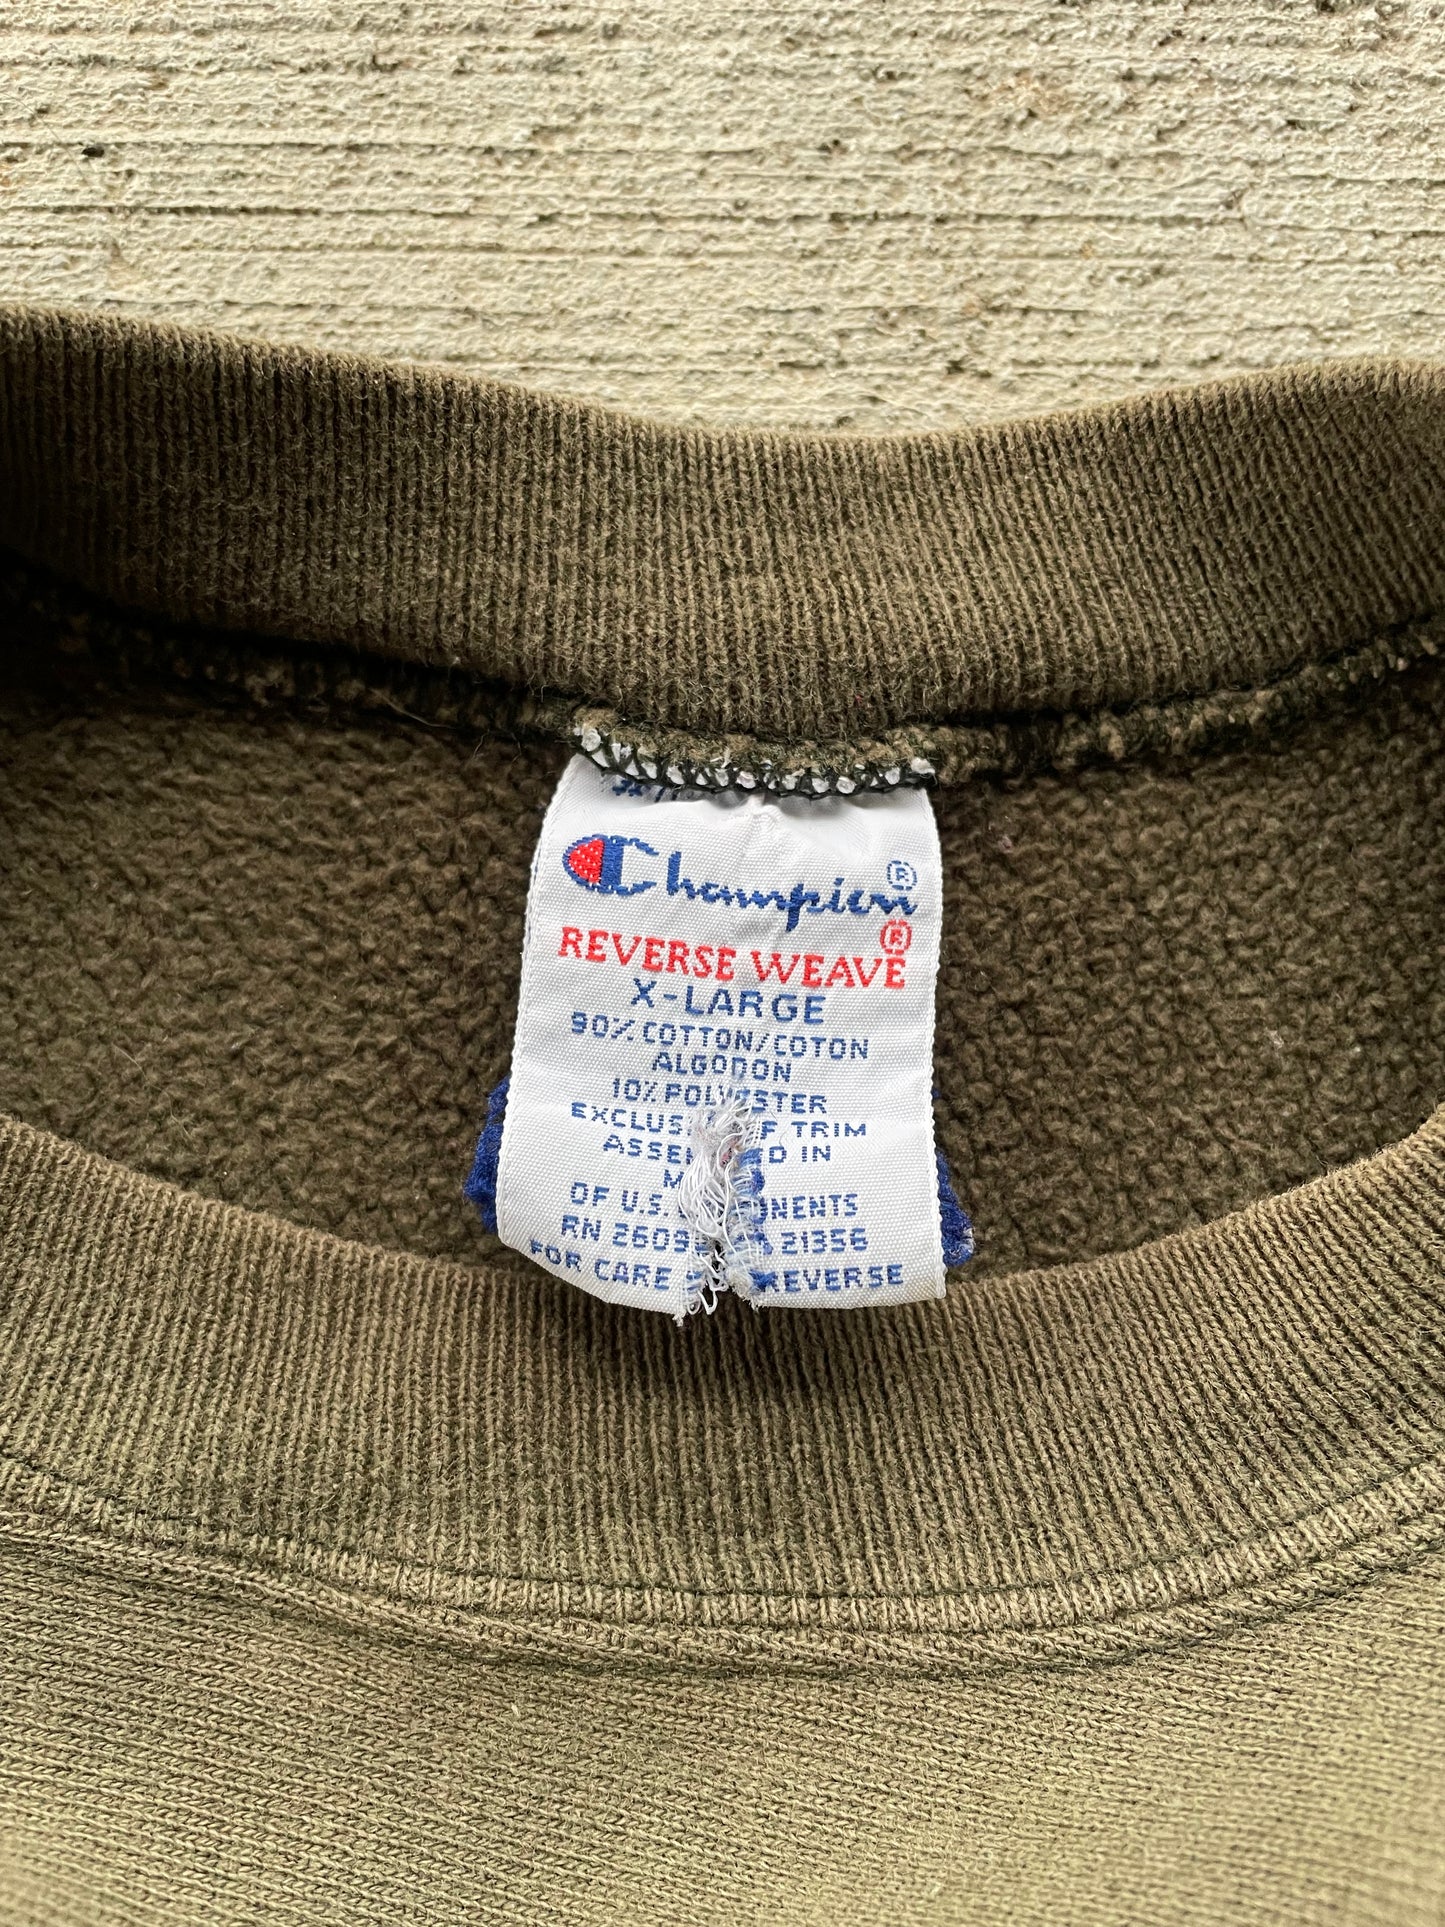 Champion®
REVERSE WEAVE®
X-LARGE
90% COTTON/COTON
ALGODON
10% POLYESTER
EXCLUS F TRIM
ASSE D IN
M
OF U.S. NENTS
RN 2609 21356
FOR CARE REVERSE